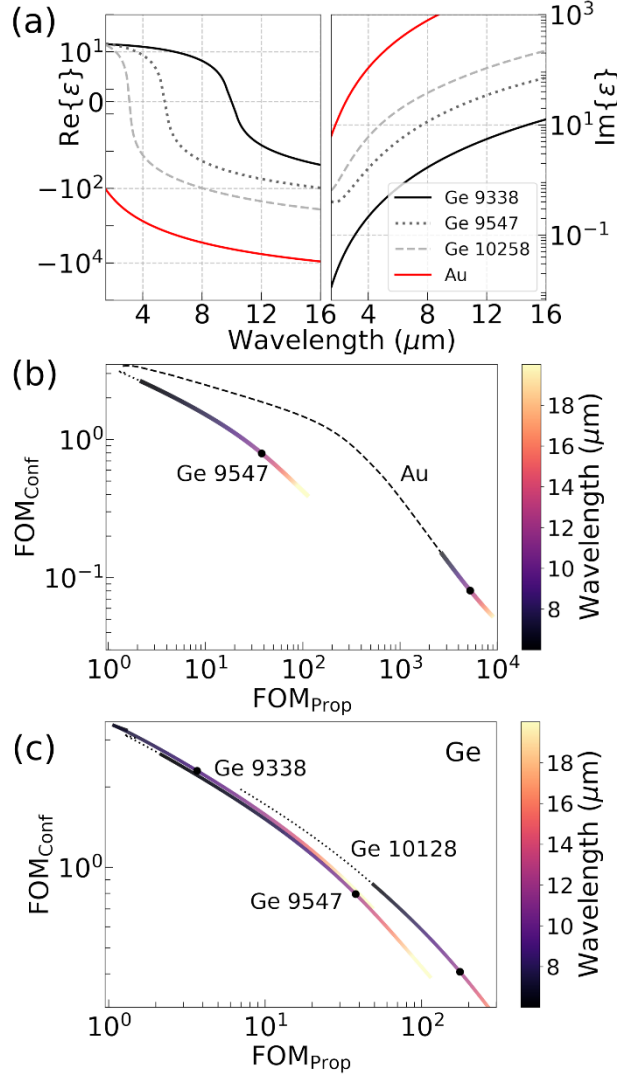 (a)
Re{ε}
10¹
0
−10²
−10⁴
4 8 12 16
4 8 12 16
Wavelength (μm)
10³
10¹
10⁻¹
Im{ε}
Ge 9338
Ge 9547
Ge 10258
Au
(b)
FOM_Conf
10⁰
10⁻¹
Ge 9547
Au
10⁰ 10¹ 10² 10³ 10⁴
FOM_Prop
18
16
14
12
10
8
Wavelength (μm)
(c)
Ge
FOM_Conf
10⁰
Ge 9338
Ge 10128
Ge 9547
10⁰ 10¹ 10²
FOM_Prop
18
16
14
12
10
8
Wavelength (μm)